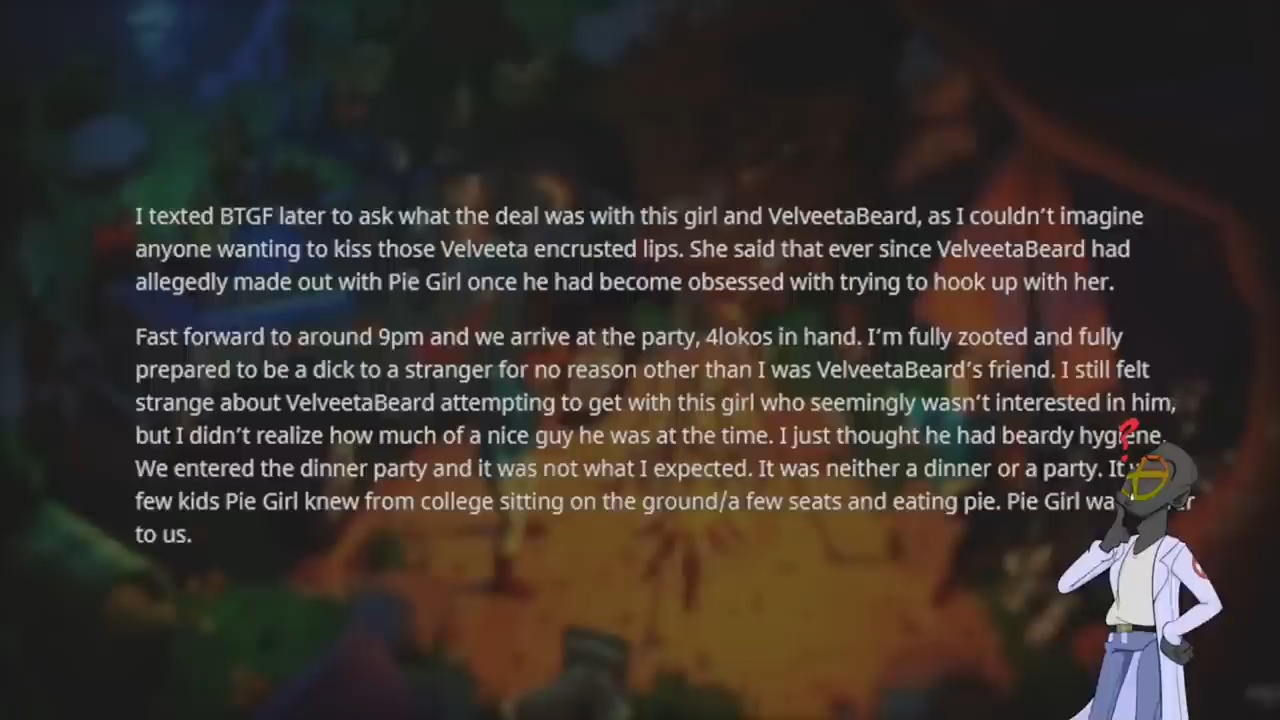 I texted BTGF later to ask what the deal was with this girl and VelveetaBeard, as I couldn't imagine
anyone wanting to kiss those Velveeta encrusted lips. She said that ever since VelveetaBeard had
allegedly made out with Pie Girl once he had become obsessed with trying to hook up with her.
Fast forward to around 9pm and we arrive at the party, 4lokos in hand. I'm fully zooted and fully
prepared to be a dick to a stranger for no reason other than I was VelveetaBeard's friend. I still felt
strange about VelveetaBeard attempting to get with this girl who seemingly wasn't interested in him,
but I didn't realize how much of a nice guy he was at the time. I just thought he had beardy hygiene.
We entered the dinner party and it was not what I expected. It was neither a dinner or a party. It
few kids Pie Girl knew from college sitting on the ground/a few seats and eating pie. Pie Girl
to us.
?